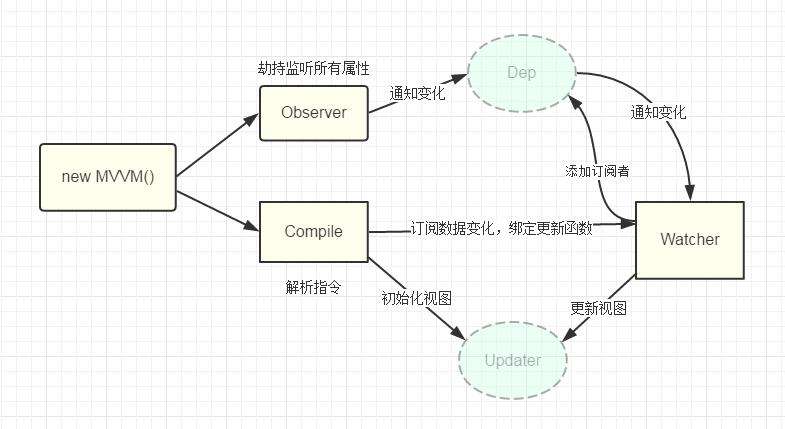 Dep
劫持监听所有属性
Observer
通知变化
通知变化
new MVVM()
添加订阅者
Compile
订阅数据变化，绑定更新函数
Watcher
解析指令
初始化视图
更新视图
Updater